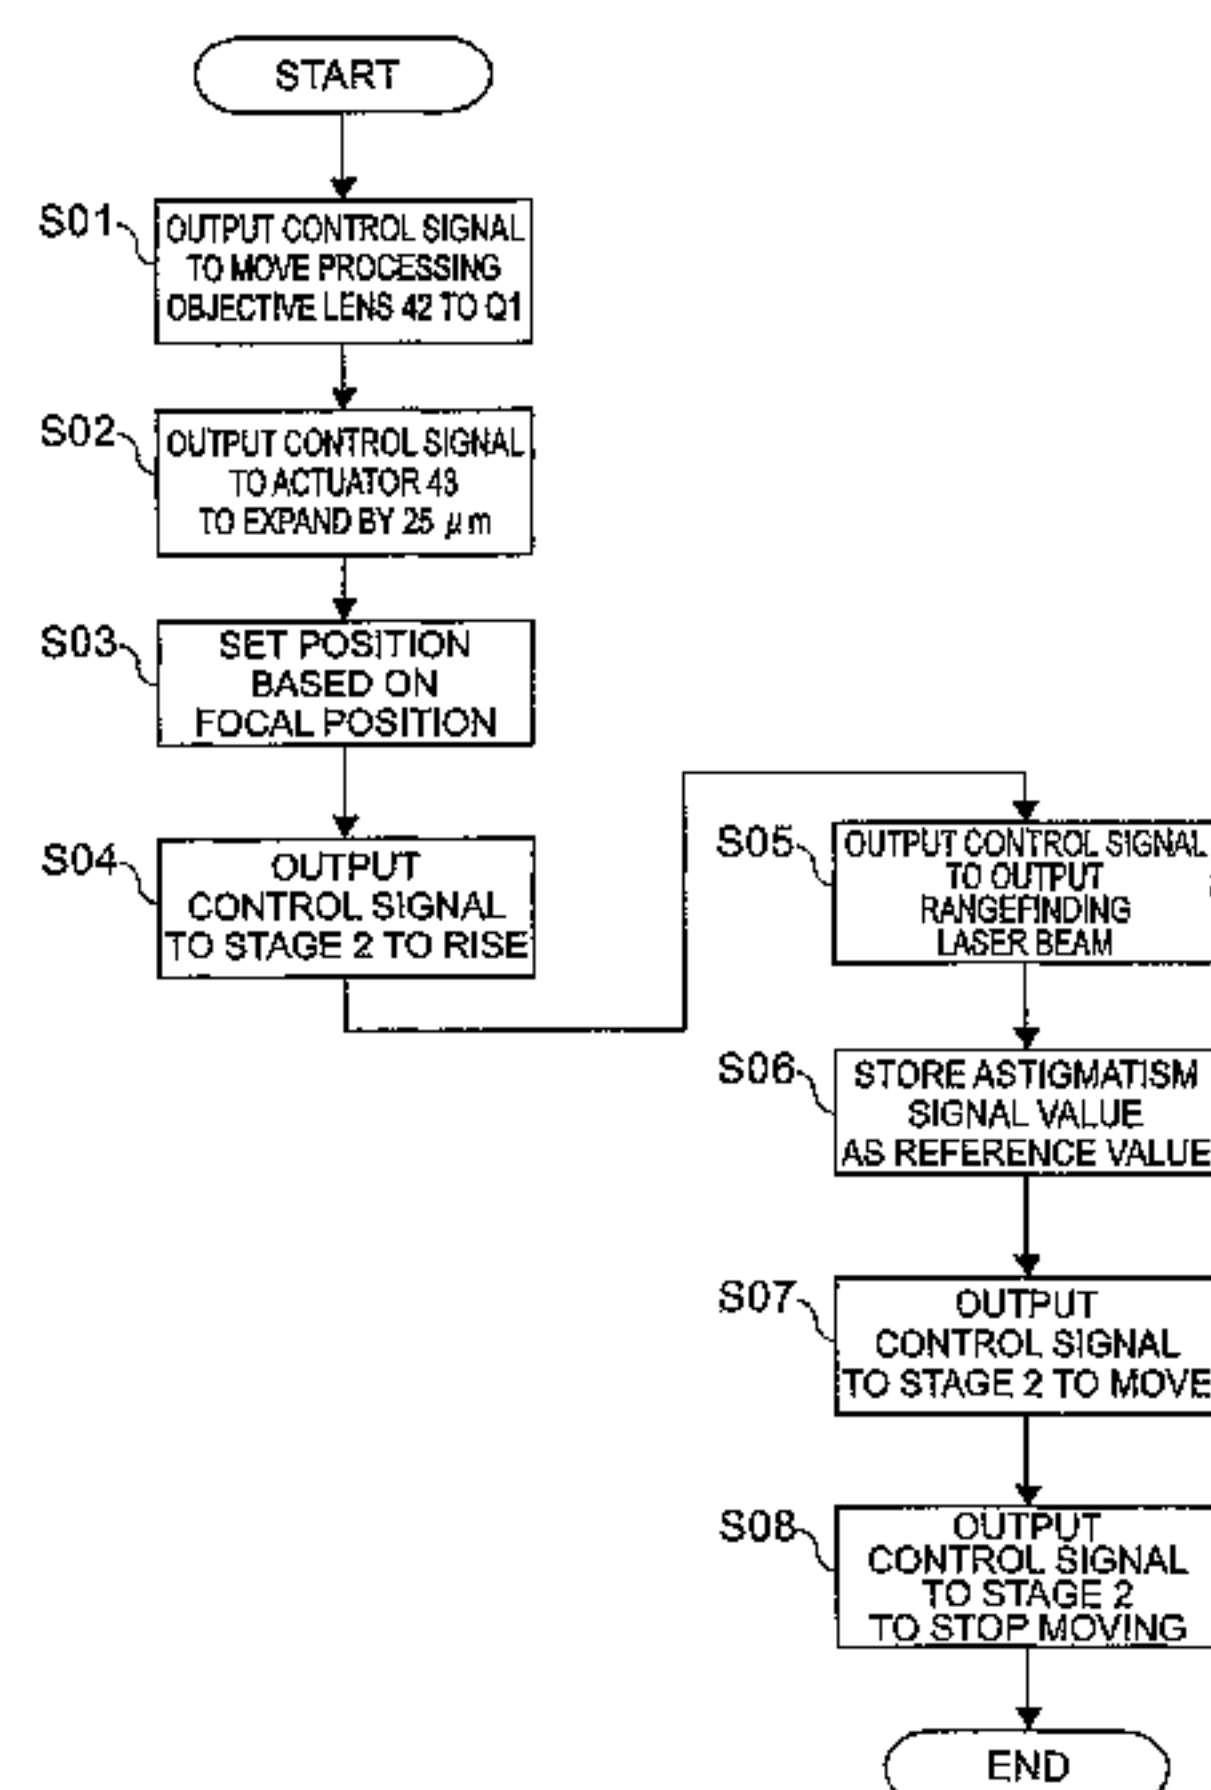 START
S01
OUTPUT CONTROL SIGNAL
TO MOVE PROCESSING
OBJECTIVE LENS 42 TO Q1
S02
OUTPUT CONTROL SIGNAL
TO ACTUATOR 43
TO EXPAND BY 25 μm
S03
SET POSITION
BASED ON
FOCAL POSITION
S04
OUTPUT
CONTROL SIGNAL
TO STAGE 2 TO RISE
S05
OUTPUT CONTROL SIGNAL
TO OUTPUT
RANGEFINDING
LASER BEAM
S06
STORE ASTIGMATISM
SIGNAL VALUE
AS REFERENCE VALUE
S07
OUTPUT
CONTROL SIGNAL
TO STAGE 2 TO MOVE
S08
OUTPUT
CONTROL SIGNAL
TO STAGE 2
TO STOP MOVING
END